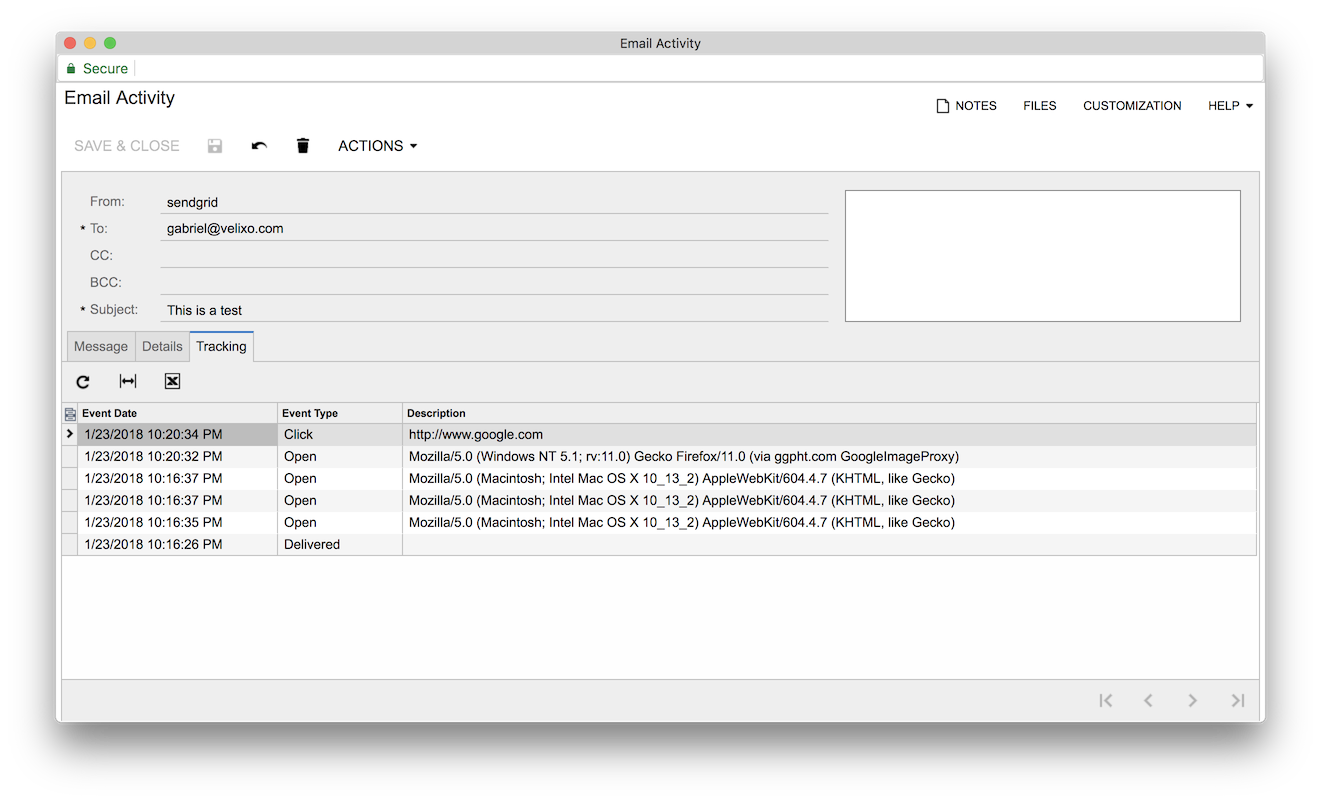 Email Activity
Secure
Email Activity
NOTES FILES CUSTOMIZATION HELP
SAVE & CLOSE ACTIONS
From: sendgrid
* To: gabriel@velixo.com
CC:
BCC:
* Subject: This is a test
Message Details Tracking
Event Date Event Type Description
1/23/2018 10:20:34 PM Click http://www.google.com
1/23/2018 10:20:32 PM Open Mozilla/5.0 (Windows NT 5.1; rv:11.0) Gecko Firefox/11.0 (via ggpht.com GoogleImageProxy)
1/23/2018 10:16:37 PM Open Mozilla/5.0 (Macintosh; Intel Mac OS X 10_13_2) AppleWebKit/604.4.7 (KHTML, like Gecko)
1/23/2018 10:16:37 PM Open Mozilla/5.0 (Macintosh; Intel Mac OS X 10_13_2) AppleWebKit/604.4.7 (KHTML, like Gecko)
1/23/2018 10:16:35 PM Open Mozilla/5.0 (Macintosh; Intel Mac OS X 10_13_2) AppleWebKit/604.4.7 (KHTML, like Gecko)
1/23/2018 10:16:26 PM Delivered